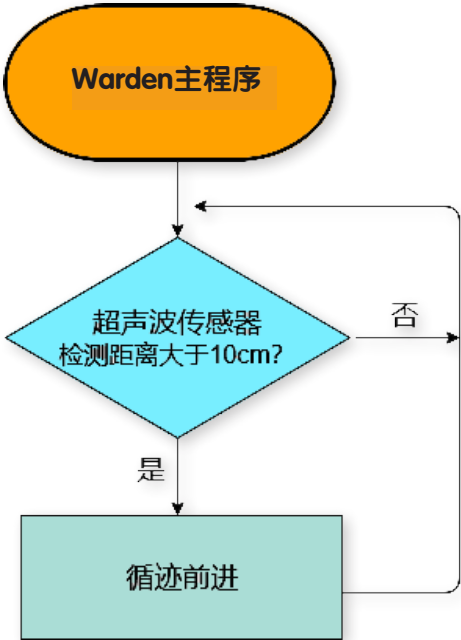 Warden主程序
超声波传感器
检测距离大于10cm?
否
是
循迹前进